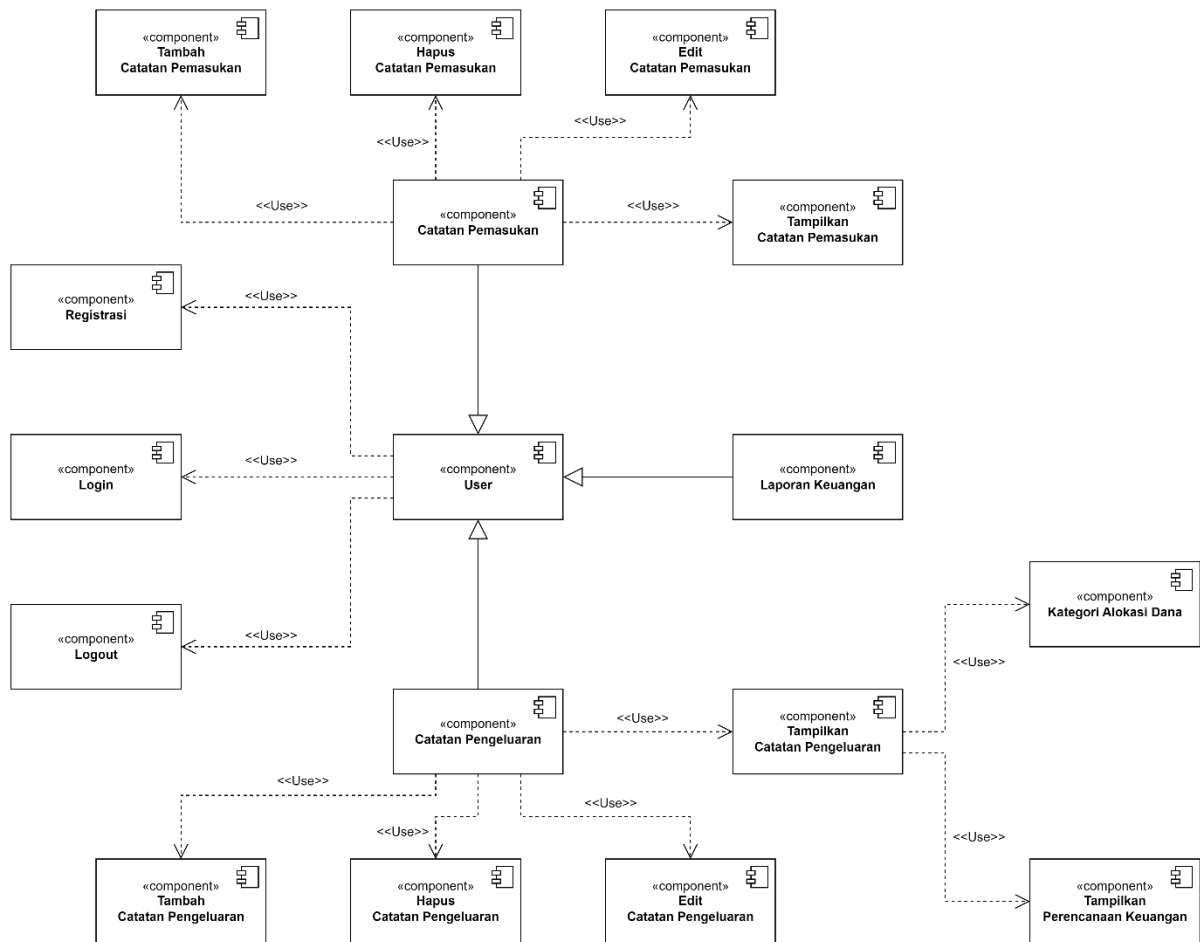 «component»
Tambah
Catatan Pemasukan
«component»
Hapus
Catatan Pemasukan
«component»
Edit
Catatan Pemasukan
<<Use>>
<<Use>>
<<Use>>
<<Use>>
«component»
Catatan Pemasukan
«component»
Tampilkan
Catatan Pemasukan
«component»
Registrasi
<<Use>>
«component»
Login
<<Use>>
«component»
User
«component»
Laporan Keuangan
«component»
Logout
<<Use>>
«component»
Kategori Alokasi Dana
<<Use>>
«component»
Catatan Pengeluaran
<<Use>>
«component»
Tampilkan
Catatan Pengeluaran
<<Use>>
<<Use>>
<<Use>>
<<Use>>
«component»
Tambah
Catatan Pengeluaran
«component»
Hapus
Catatan Pengeluaran
«component»
Edit
Catatan Pengeluaran
«component»
Tampilkan
Perencanaan Keuangan